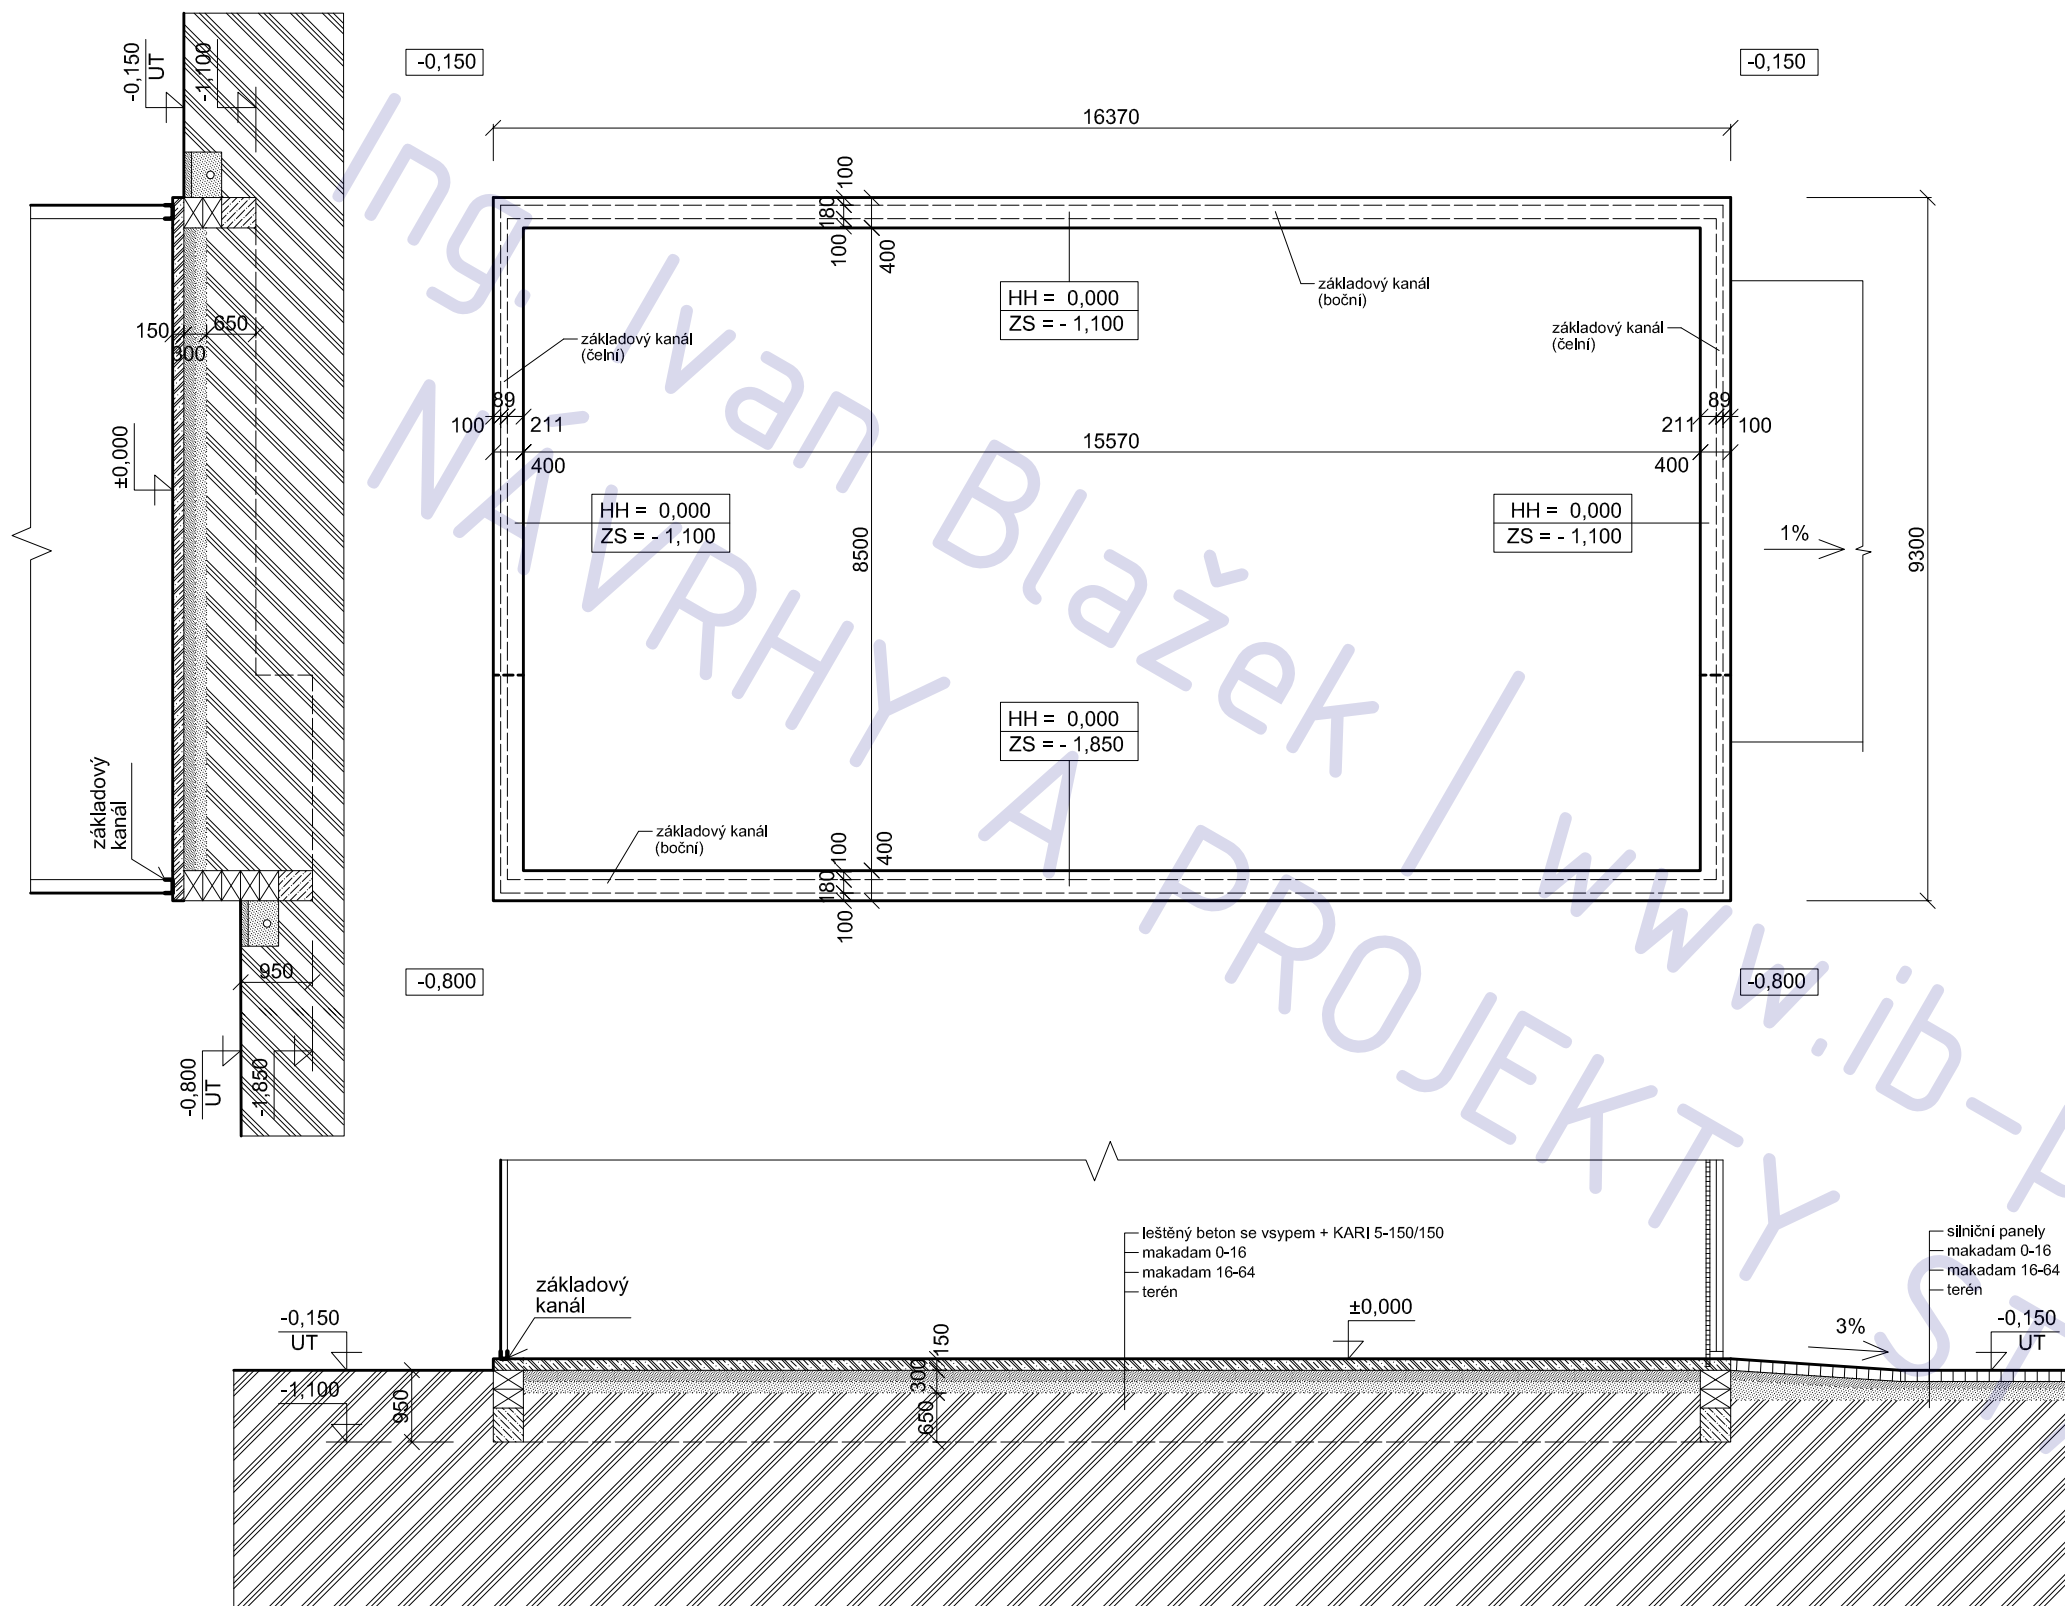 -0,150
UT
-1,100
-0,150
-0,150
16370
100
180
100
400
HH = 0,000
ZS = - 1,100
základový kanál
(boční)
základový kanál
(čelní)
základový kanál
(čelní)
150
300
650
89
100
211
400
15570
89
211
100
400
±0,000
HH = 0,000
ZS = - 1,100
HH = 0,000
ZS = - 1,100
8500
1%
9300
HH = 0,000
ZS = - 1,850
základový
kanál
základový kanál
(boční)
100
180
100
400
950
-0,800
-0,800
-0,800
UT
-1,850
leštěný beton se vsypem + KARI 5-150/150
makadam 0-16
makadam 16-64
terén
silniční panely
makadam 0-16
makadam 16-64
terén
základový
kanál
-0,150
UT
-1,100
950
150
300
650
±0,000
3%
-0,150
UT
Ing. Ivan Blažek | www.ib-p
NÁVRHY A PROJEKTY ST